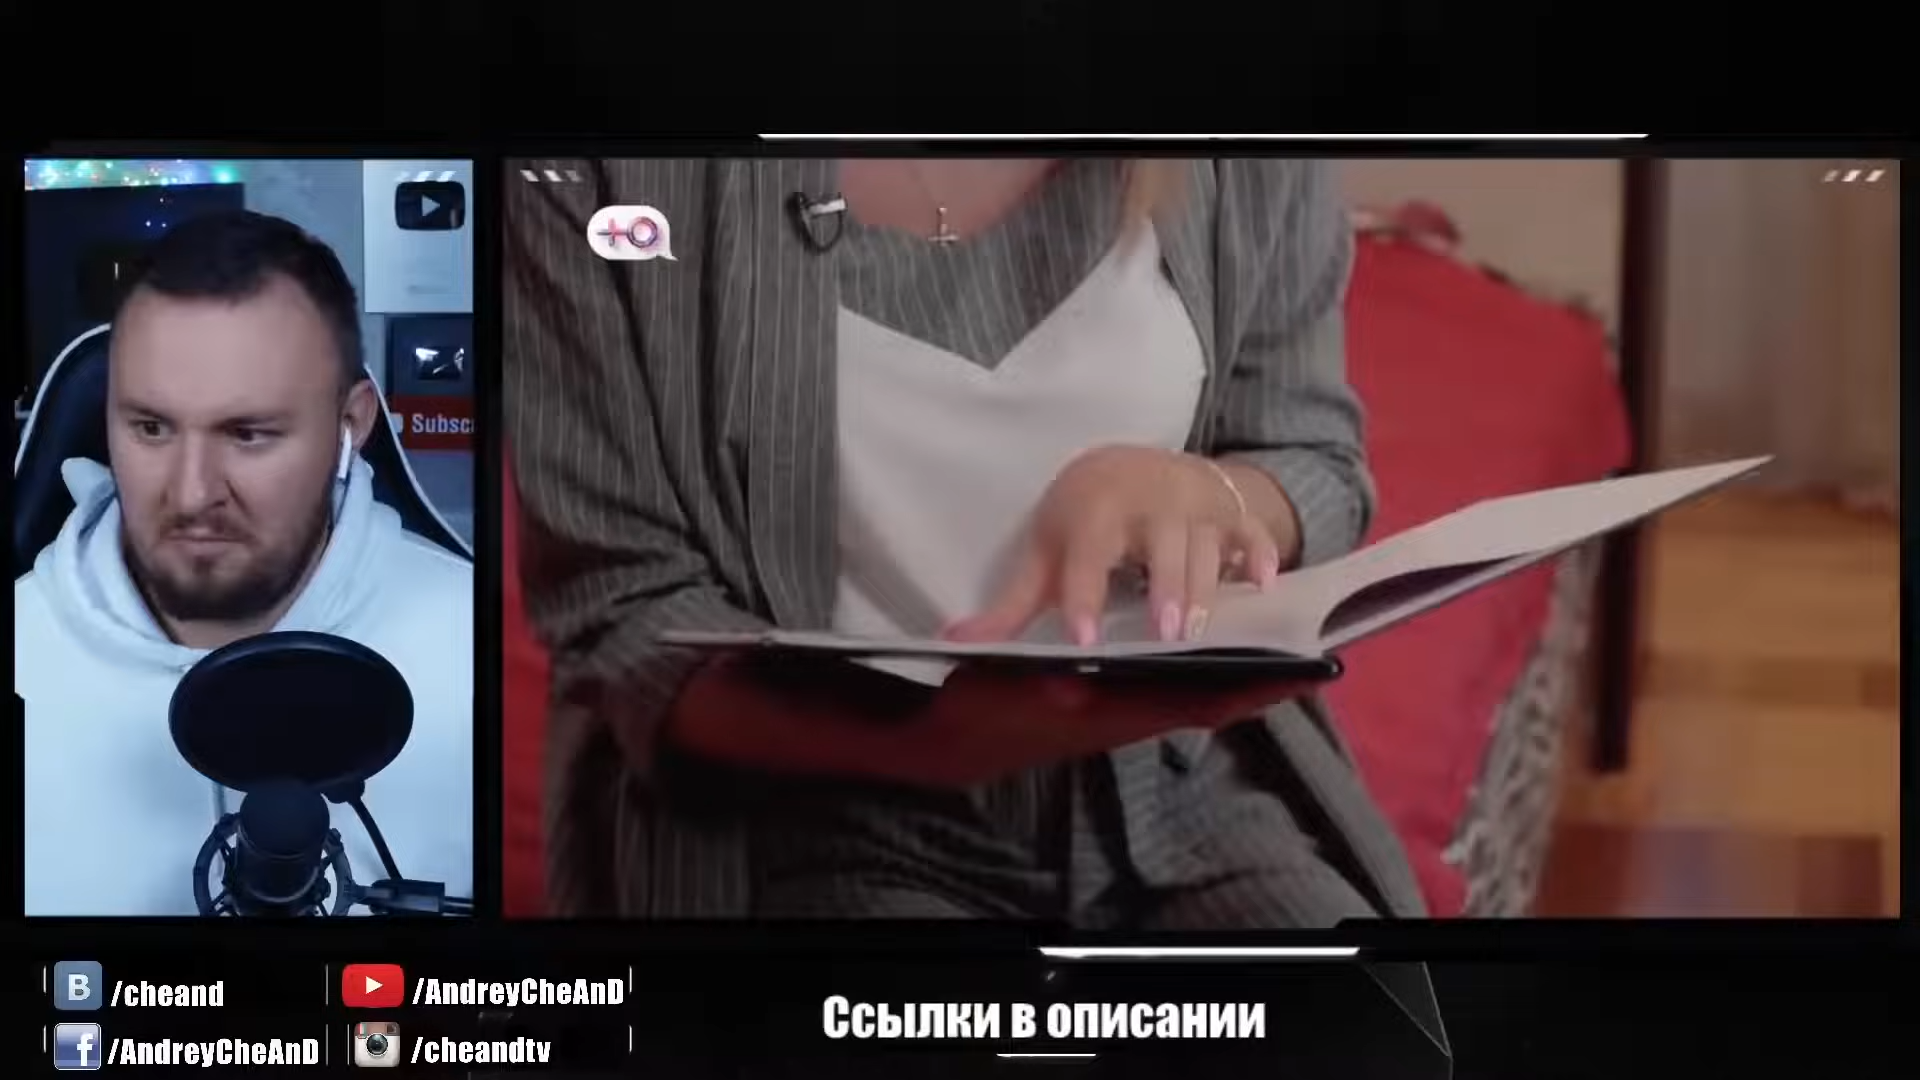 +Ю
Subsc
/cheand
/AndreyCheAnD
/AndreyCheAnD
/cheandtv
Ссылки в описании